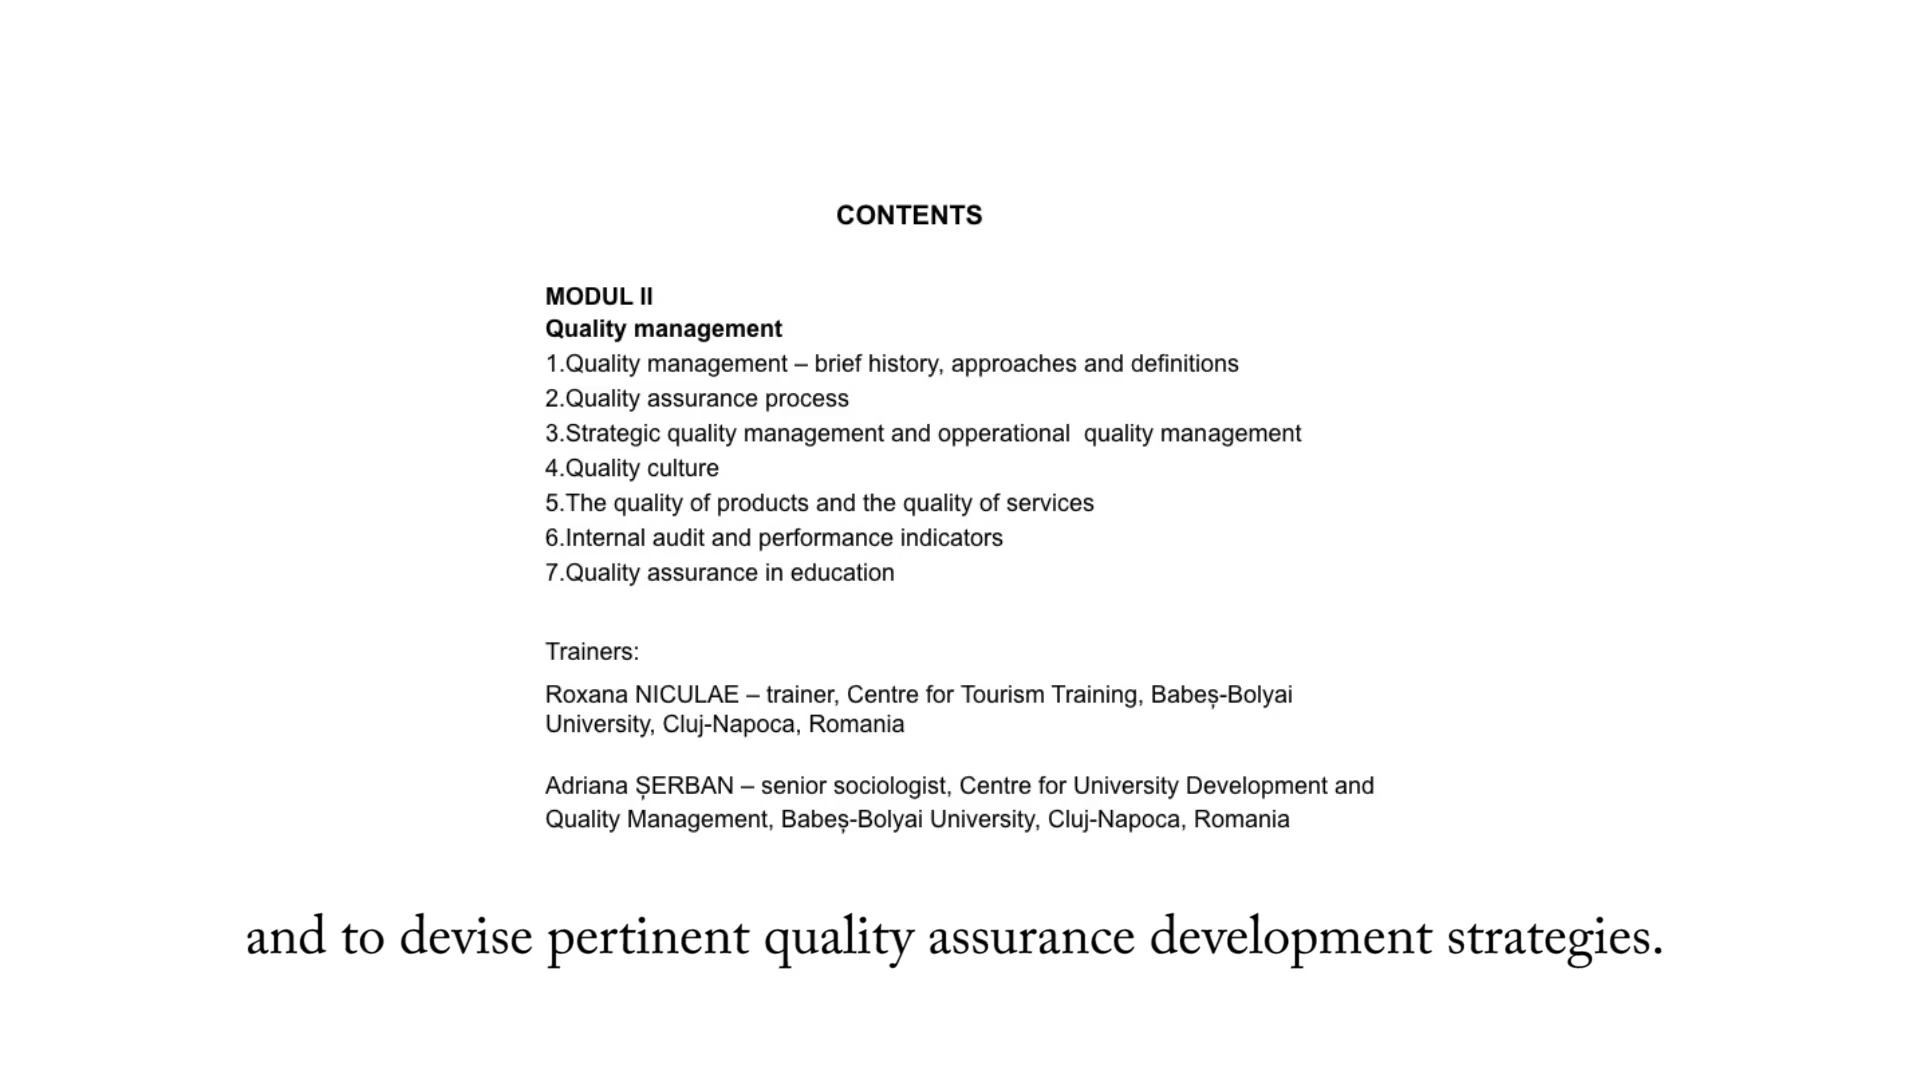 CONTENTS
MODUL II
Quality management
1.Quality management – brief history, approaches and definitions
2.Quality assurance process
3.Strategic quality management and opperational  quality management
4.Quality culture
5.The quality of products and the quality of services
6.Internal audit and performance indicators
7.Quality assurance in education
Trainers:
Roxana NICULAE – trainer, Centre for Tourism Training, Babeș-Bolyai
University, Cluj-Napoca, Romania
Adriana ȘERBAN – senior sociologist, Centre for University Development and
Quality Management, Babeș-Bolyai University, Cluj-Napoca, Romania
and to devise pertinent quality assurance development strategies.